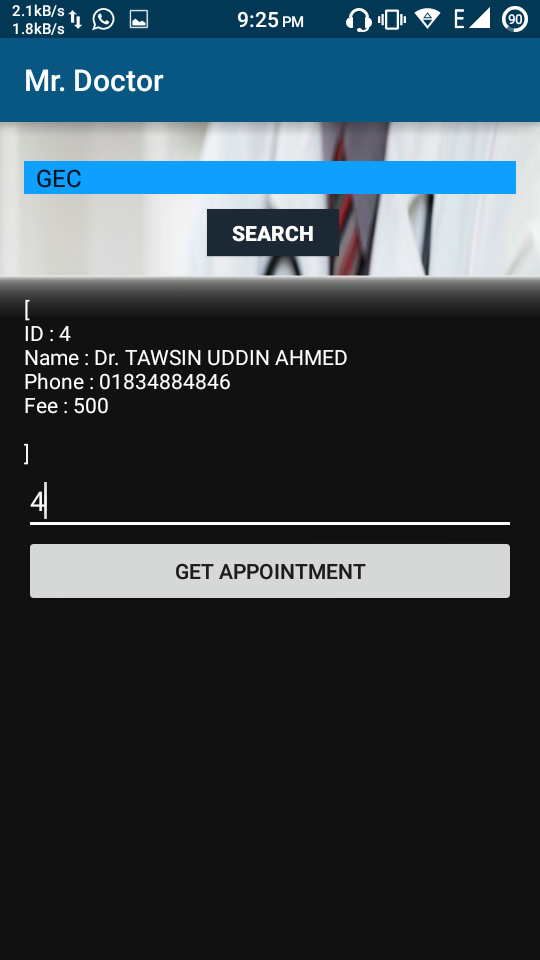 2.1kB/s
1.8kB/s
9:25 PM
E
90
Mr. Doctor
GEC
SEARCH
[
ID : 4
Name : Dr. TAWSIN UDDIN AHMED
Phone : 01834884846
Fee : 500
]
4
GET APPOINTMENT